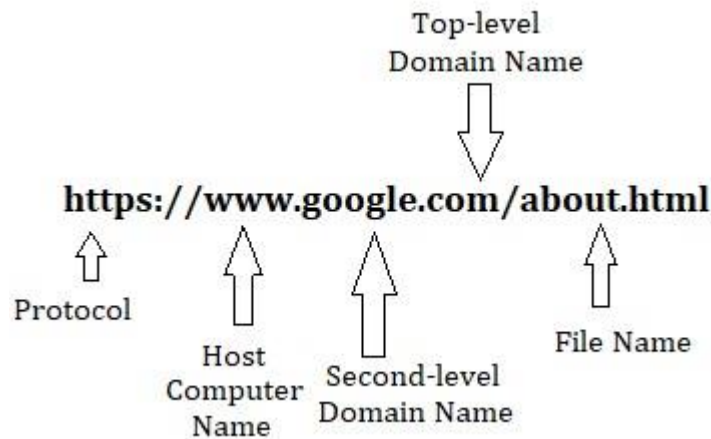 Top-level
Domain Name
https://www.google.com/about.html
Protocol
Host
Computer
Name
Second-level
Domain Name
File Name